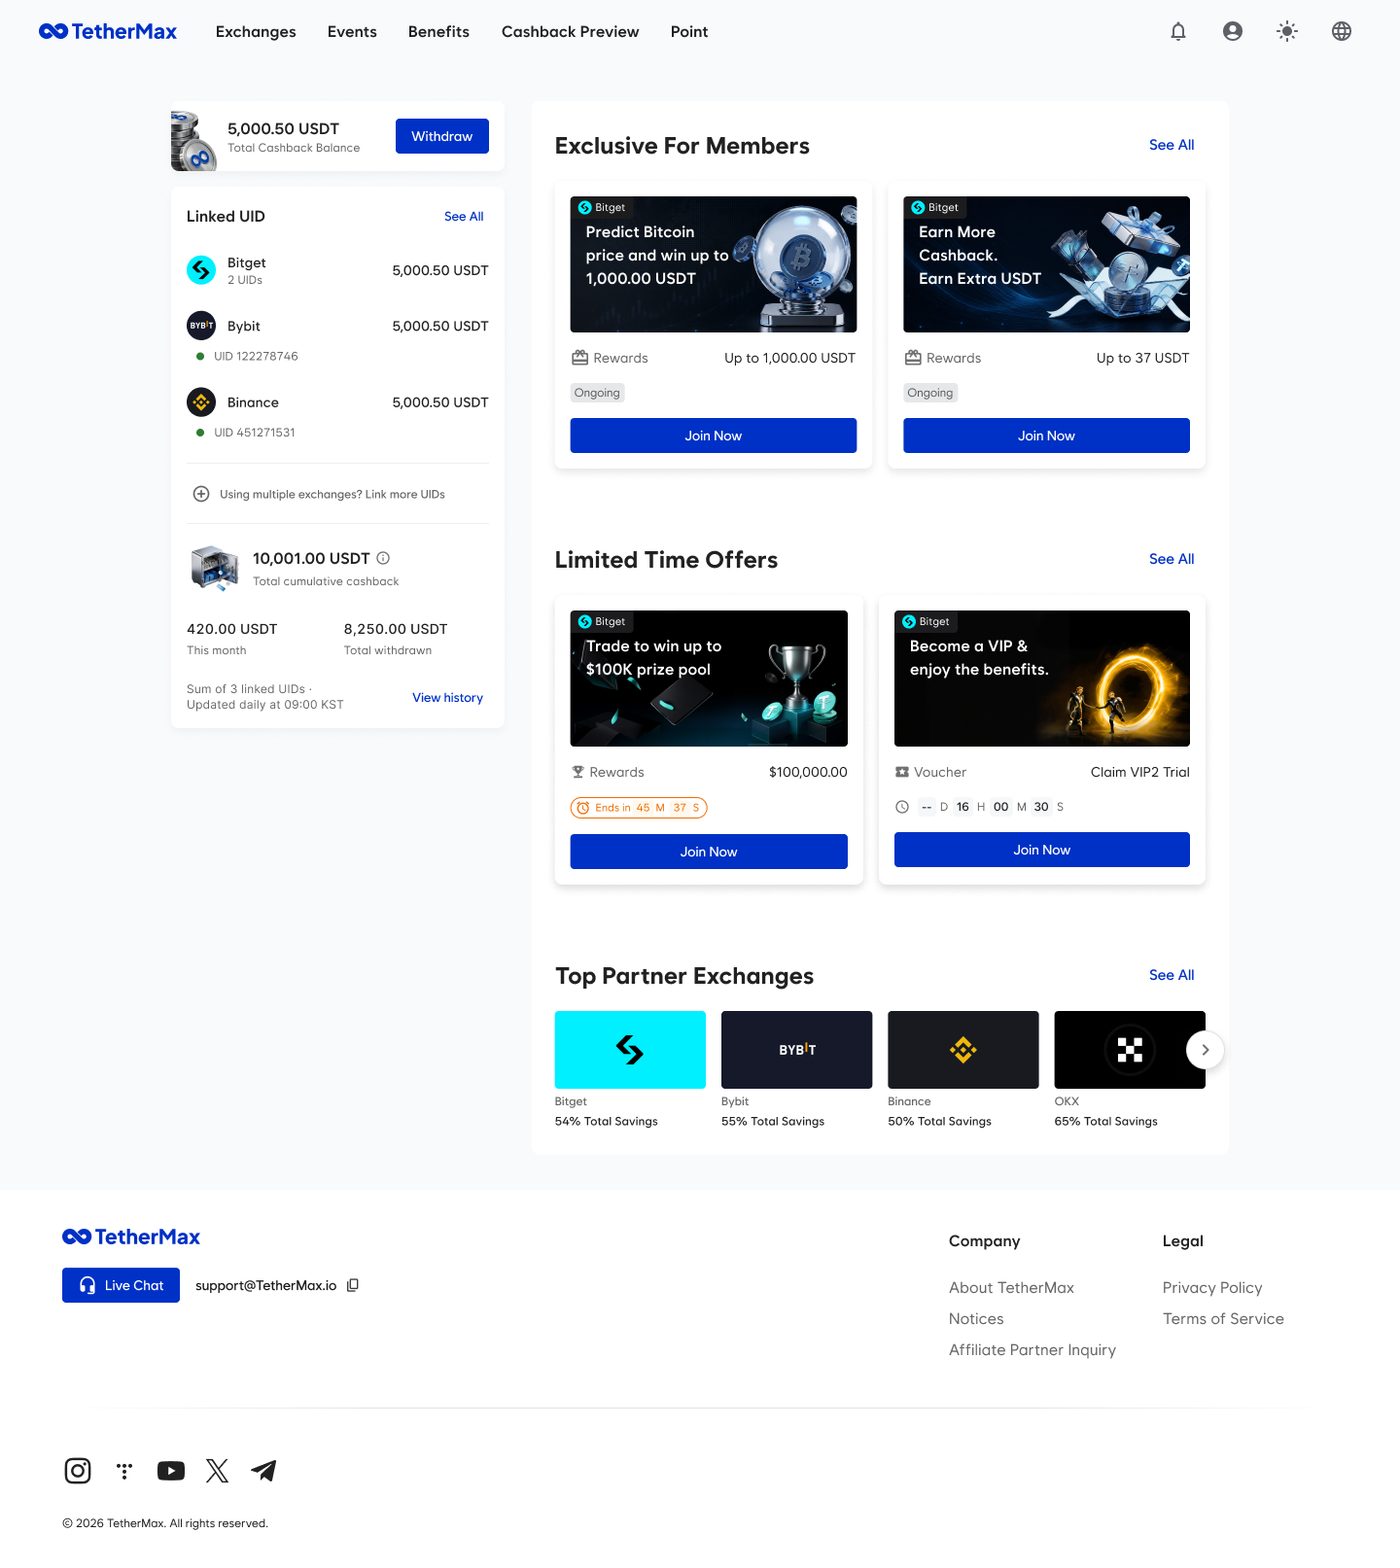 TetherMax
Exchanges
Events
Benefits
Cashback Preview
Point
5,000.50 USDT
Total Cashback Balance
Withdraw
Linked UID
See All
Bitget
2 UIDs
5,000.50 USDT
BYBIT
Bybit
5,000.50 USDT
UID 122278746
Binance
5,000.50 USDT
UID 451271531
Using multiple exchanges? Link more UIDs
10,001.00 USDT
Total cumulative cashback
420.00 USDT
This month
8,250.00 USDT
Total withdrawn
Sum of 3 linked UIDs ·
Updated daily at 09:00 KST
View history
Exclusive For Members
See All
Bitget
Predict Bitcoin
price and win up to
1,000.00 USDT
Rewards
Up to 1,000.00 USDT
Ongoing
Join Now
Bitget
Earn More
Cashback.
Earn Extra USDT
Rewards
Up to 37 USDT
Ongoing
Join Now
Limited Time Offers
See All
Bitget
Trade to win up to
$100K prize pool
Rewards
$100,000.00
Ends in 45 M 37 S
Join Now
Bitget
Become a VIP &
enjoy the benefits.
Voucher
Claim VIP2 Trial
-- D 16 H 00 M 30 S
Join Now
Top Partner Exchanges
See All
Bitget
54% Total Savings
BYBIT
Bybit
55% Total Savings
Binance
50% Total Savings
OKX
65% Total Savings
TetherMax
Live Chat
support@TetherMax.io
Company
About TetherMax
Notices
Affiliate Partner Inquiry
Legal
Privacy Policy
Terms of Service
© 2026 TetherMax. All rights reserved.